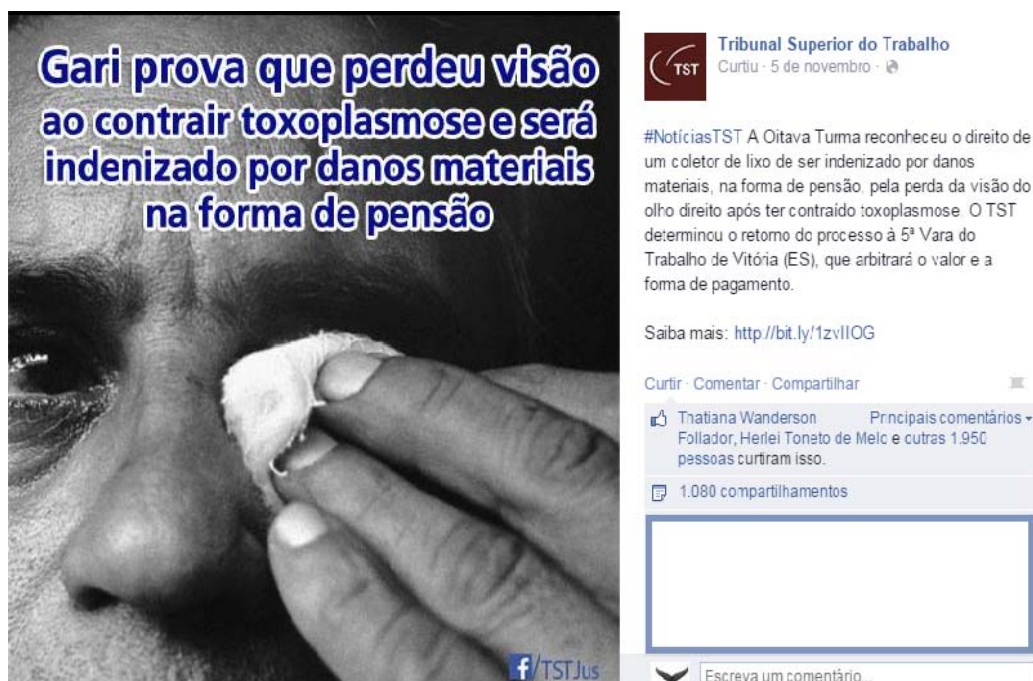 Gari prova que perdeu visão
ao contrair toxoplasmose e será
indenizado por danos materiais
na forma de pensão
f/TSTJus
TST
Tribunal Superior do Trabalho
Curtiu · 5 de novembro ·
#NotíciasTST A Oitava Turma reconheceu o direito de
um coletor de lixo de ser indenizado por danos
materiais, na forma de pensão, pela perda da visão do
olho direito após ter contraído toxoplasmose. O TST
determinou o retorno do processo à 5ª Vara do
Trabalho de Vitória (ES), que arbitrará o valor e a
forma de pagamento.
Saiba mais: http://bit.ly/1zvIIOG
Curtir · Comentar · Compartilhar
Thatiana Wanderson Principais comentários
Follador, Herlei Toneto de Melo e outras 1.950
pessoas curtiram isso.
1.080 compartilhamentos
Escreva um comentário...